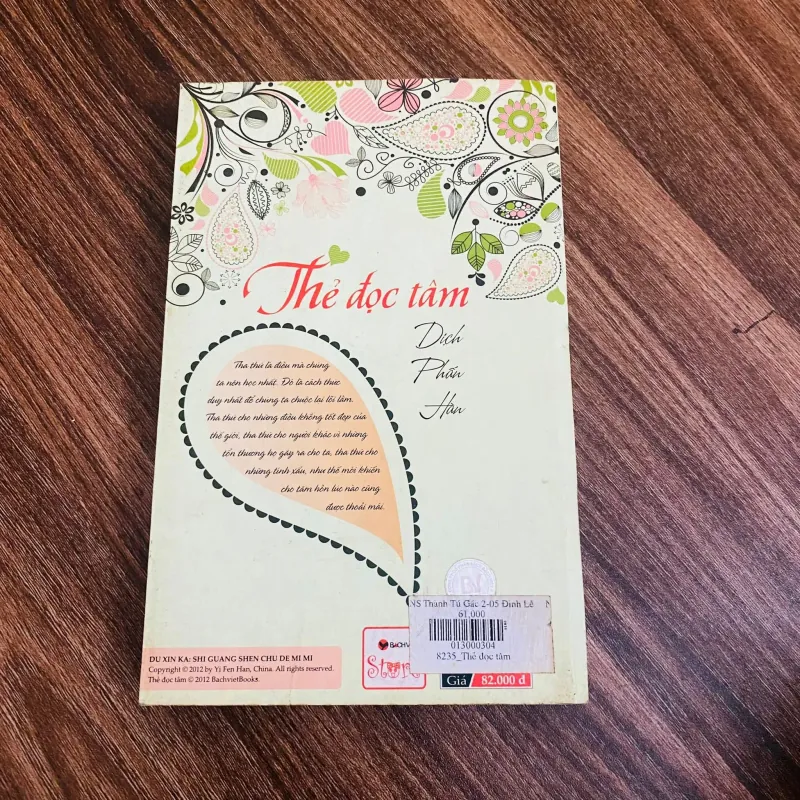 Thẻ đọc tâm
Dịch
Phấn
Hàn
Tha thứ là điều mà chúng
ta nên học nhất. Đó là cách thức
duy nhất để chúng ta chuộc lại lỗi lầm.
Tha thứ cho những điều không tốt đẹp của
thế giới, tha thứ cho người khác vì những
tổn thương họ gây ra cho ta, tha thứ cho
những tính xấu, như thế mới khiến
cho tâm hồn lúc nào cũng
được thoải mái.
NS Thành Tú Gác 2-05 Đinh Lễ N
61,000
013000304
8235_Thẻ đọc tâm
Store
Giá 82.000 đ
DU XIN KA: SHI GUANG SHEN CHU DE MI MI
Copyright © 2012 by Yi Fen Han, China. All rights reserved.
Thẻ đọc tâm © 2012 BachvietBooks.